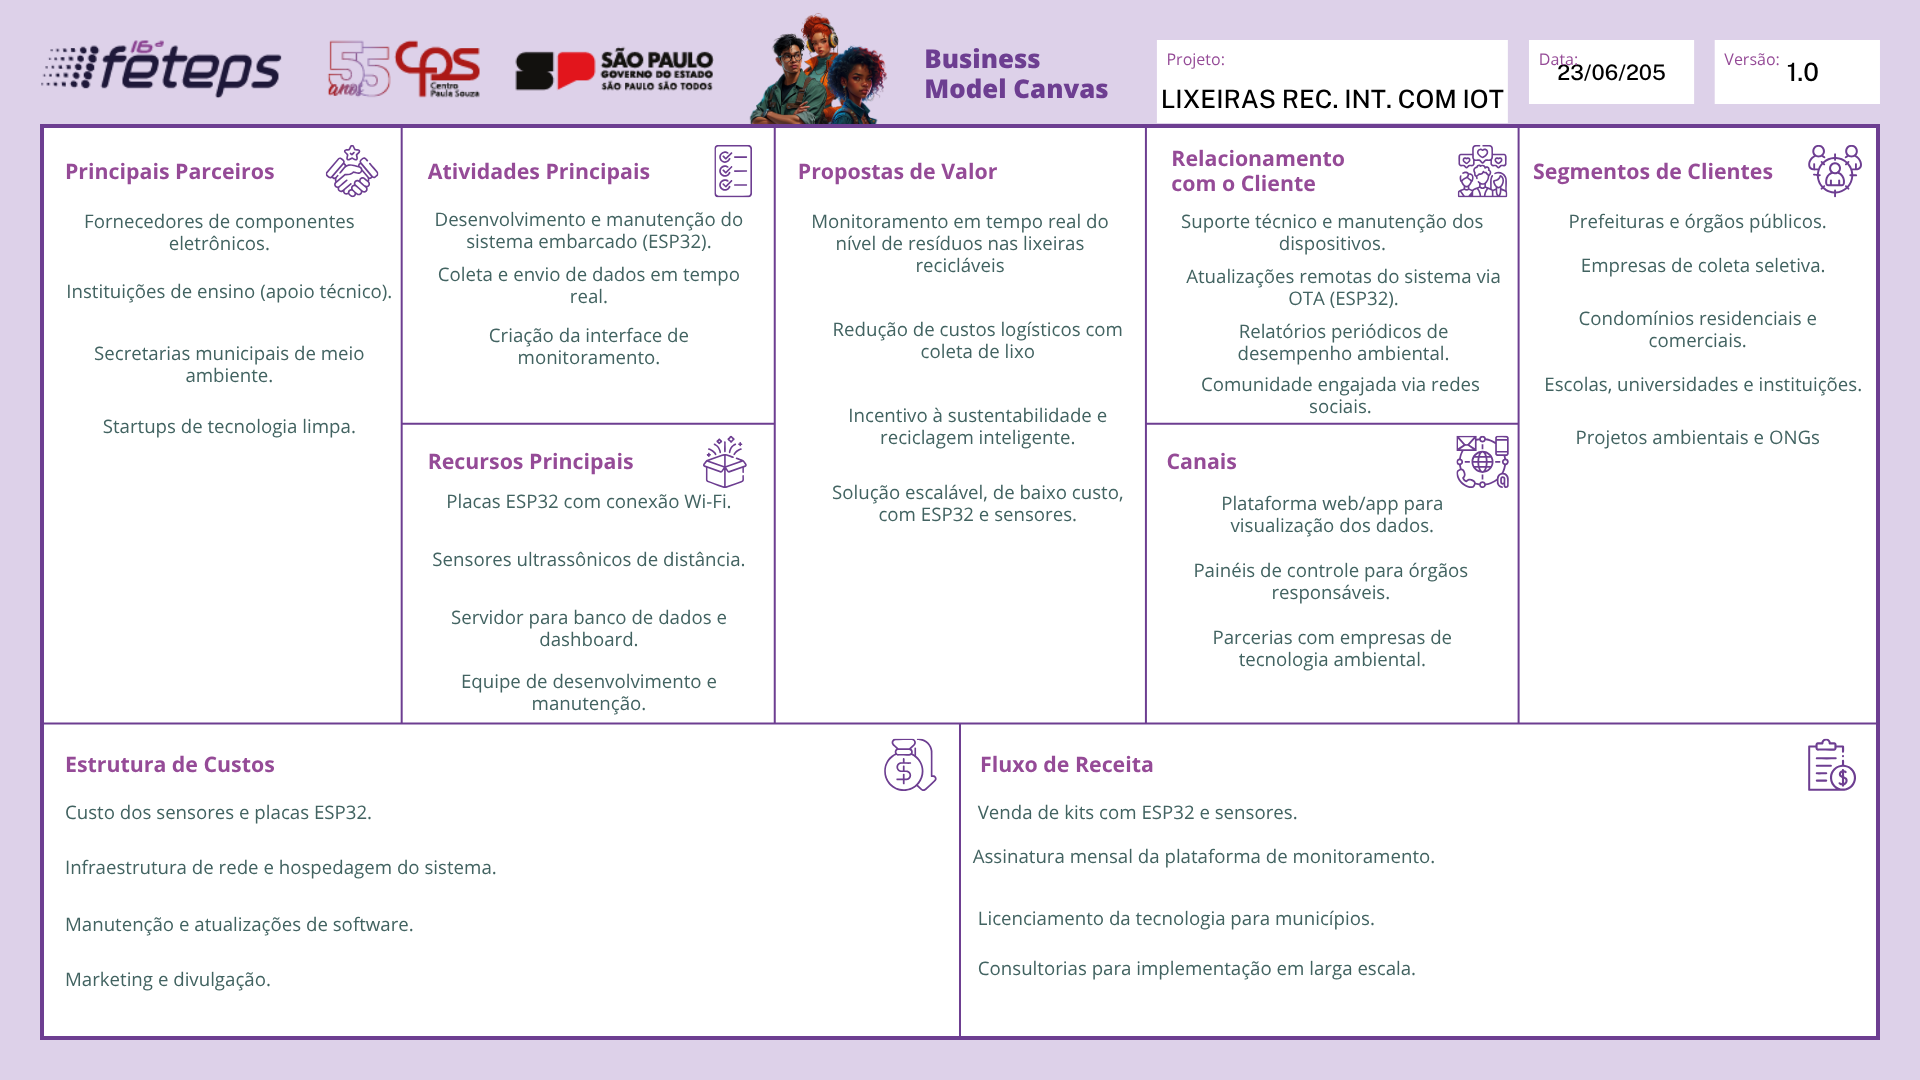 16ª
feteps
55
anos
CPS
Centro
Paula Souza
SP
SÃO PAULO
GOVERNO DO ESTADO
SÃO PAULO SÃO TODOS
Business
Model Canvas
Projeto:
LIXEIRAS REC. INT. COM IOT
Data:
23/06/205
Versão:
1.0
Principais Parceiros
Fornecedores de componentes
eletrônicos.
Instituições de ensino (apoio técnico).
Secretarias municipais de meio
ambiente.
Startups de tecnologia limpa.
Atividades Principais
Desenvolvimento e manutenção do
sistema embarcado (ESP32).
Coleta e envio de dados em tempo
real.
Criação da interface de
monitoramento.
Recursos Principais
Placas ESP32 com conexão Wi-Fi.
Sensores ultrassônicos de distância.
Servidor para banco de dados e
dashboard.
Equipe de desenvolvimento e
manutenção.
Propostas de Valor
Monitoramento em tempo real do
nível de resíduos nas lixeiras
recicláveis
Redução de custos logísticos com
coleta de lixo
Incentivo à sustentabilidade e
reciclagem inteligente.
Solução escalável, de baixo custo,
com ESP32 e sensores.
Relacionamento
com o Cliente
Suporte técnico e manutenção dos
dispositivos.
Atualizações remotas do sistema via
OTA (ESP32).
Relatórios periódicos de
desempenho ambiental.
Comunidade engajada via redes
sociais.
Canais
Plataforma web/app para
visualização dos dados.
Painéis de controle para órgãos
responsáveis.
Parcerias com empresas de
tecnologia ambiental.
Segmentos de Clientes
Prefeituras e órgãos públicos.
Empresas de coleta seletiva.
Condomínios residenciais e
comerciais.
Escolas, universidades e instituições.
Projetos ambientais e ONGs
Estrutura de Custos
Custo dos sensores e placas ESP32.
Infraestrutura de rede e hospedagem do sistema.
Manutenção e atualizações de software.
Marketing e divulgação.
Fluxo de Receita
Venda de kits com ESP32 e sensores.
Assinatura mensal da plataforma de monitoramento.
Licenciamento da tecnologia para municípios.
Consultorias para implementação em larga escala.